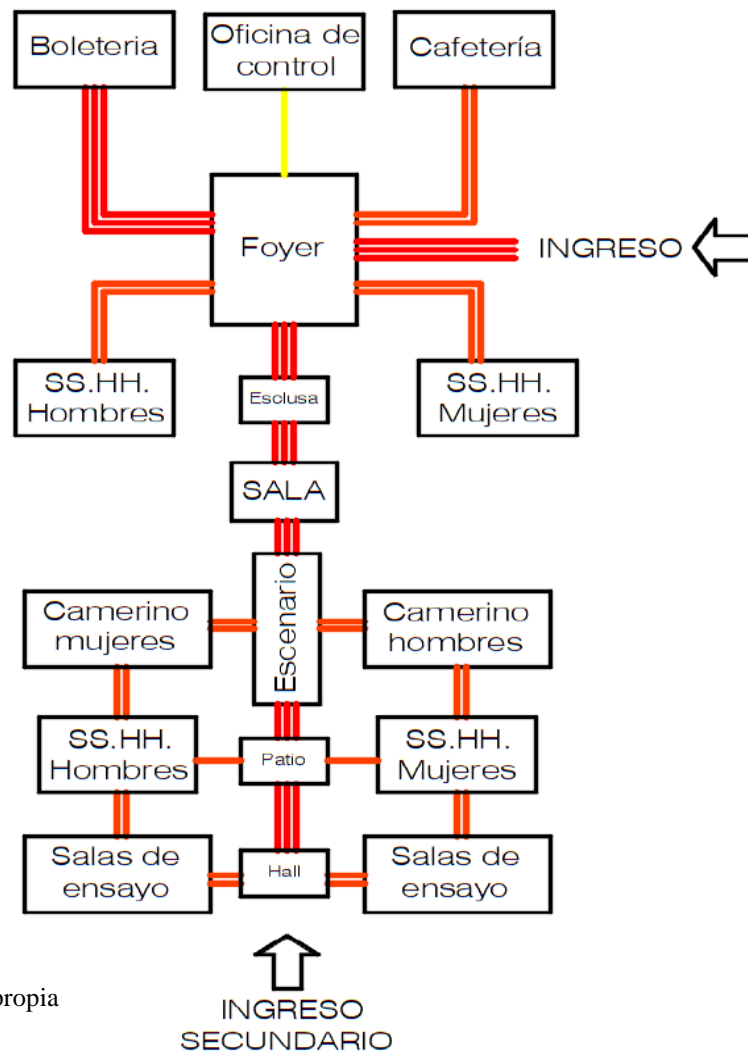 Boleteria
Oficina de
control
Cafetería
Foyer
INGRESO
SS.HH.
Hombres
Esclusa
SS.HH.
Mujeres
SALA
Escenario
Camerino
mujeres
Camerino
hombres
SS.HH.
Hombres
Patio
SS.HH.
Mujeres
Salas de
ensayo
Hall
Salas de
ensayo
propia
INGRESO
SECUNDARIO